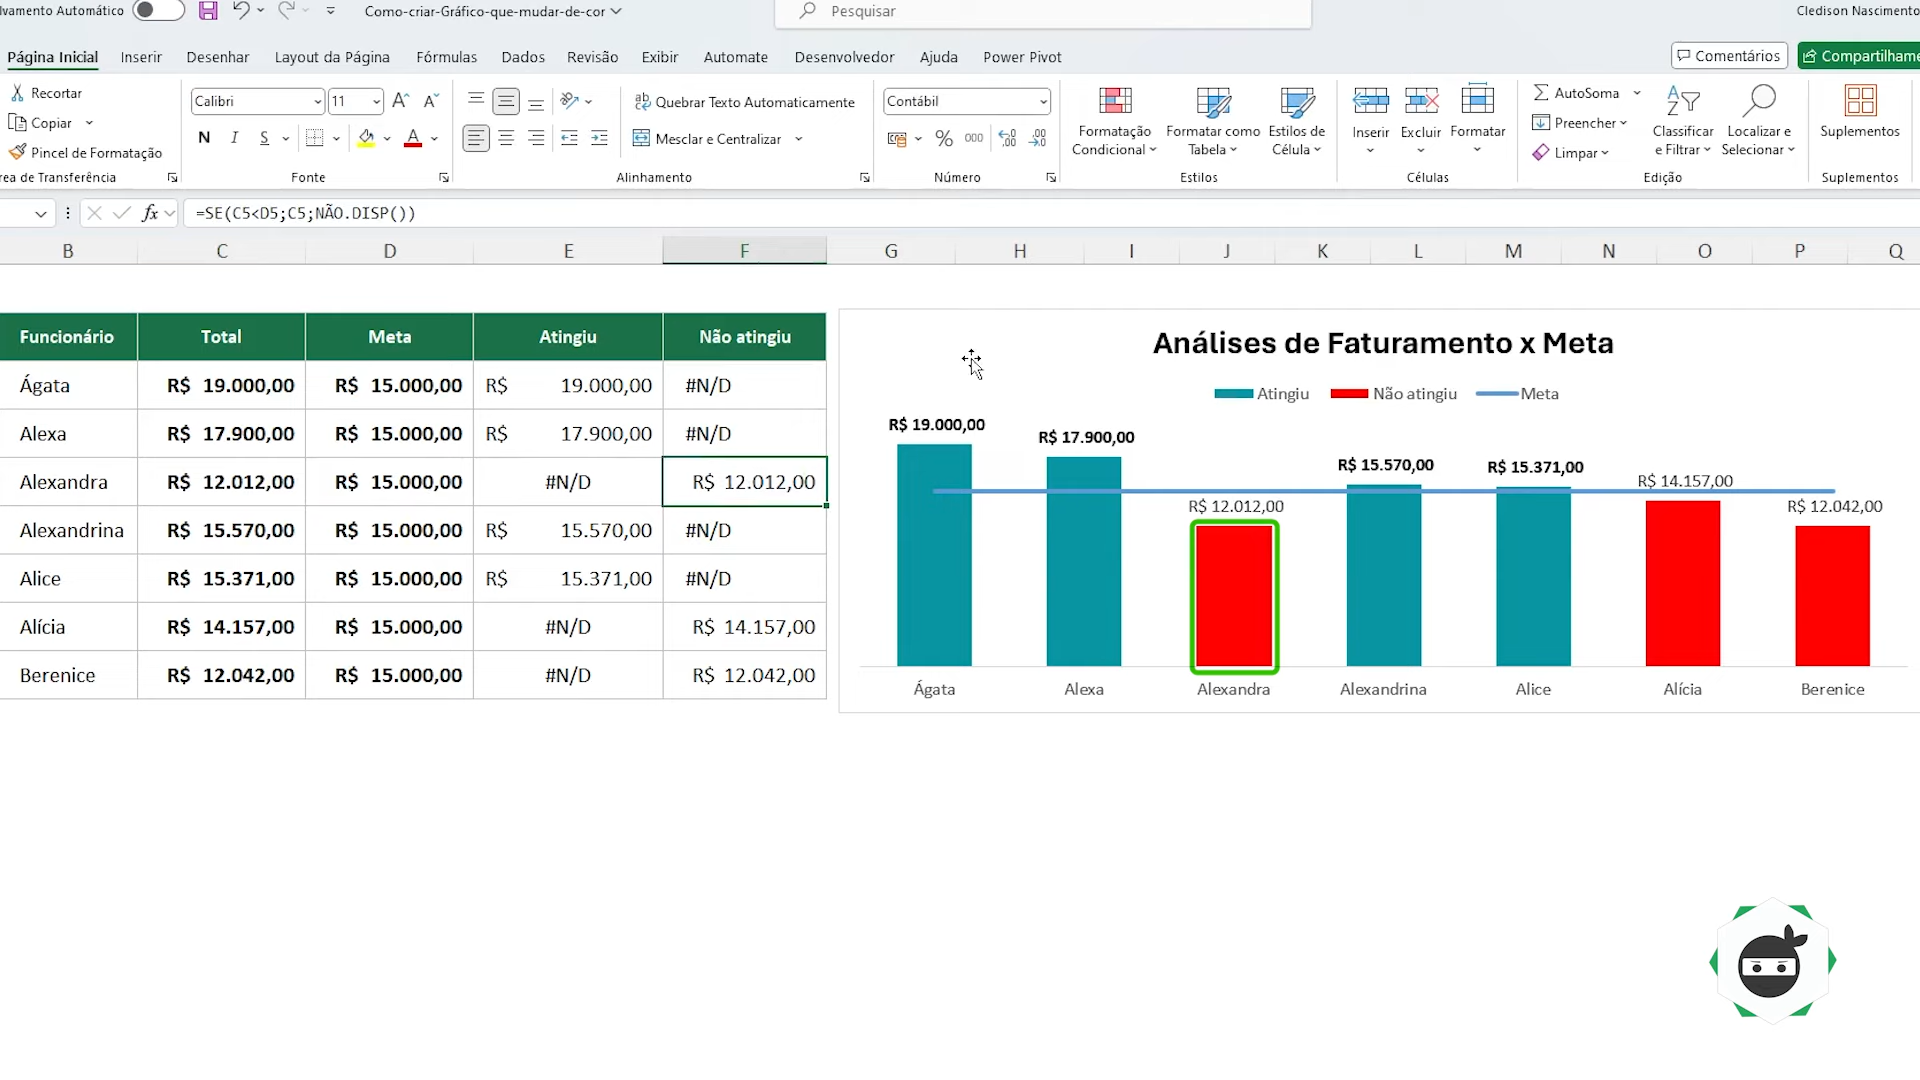 lvamento Automático
Como-criar-Gráfico-que-mudar-de-cor
Pesquisar
Cledison Nascimento
Página Inicial Inserir Desenhar Layout da Página Fórmulas Dados Revisão Exibir Automate Desenvolvedor Ajuda Power Pivot
Comentários
Compartilhame
Recortar
Copiar
Pincel de Formatação
rea de Transferência
Calibri 11
N I S
Fonte
Quebrar Texto Automaticamente
Mesclar e Centralizar
Alinhamento
Contábil
% 000
Número
Formatação Condicional
Formatar como Tabela
Estilos de Célula
Estilos
Inserir Excluir Formatar
Células
AutoSoma
Preencher
Limpar
Classificar e Filtrar
Localizar e Selecionar
Edição
Suplementos
Suplementos
fx =SE(C5<D5;C5;NÃO.DISP())
B C D E F G H I J K L M N O P Q
Funcionário Total Meta Atingiu Não atingiu
Ágata R$ 19.000,00 R$ 15.000,00 R$ 19.000,00 #N/D
Alexa R$ 17.900,00 R$ 15.000,00 R$ 17.900,00 #N/D
Alexandra R$ 12.012,00 R$ 15.000,00 #N/D R$ 12.012,00
Alexandrina R$ 15.570,00 R$ 15.000,00 R$ 15.570,00 #N/D
Alice R$ 15.371,00 R$ 15.000,00 R$ 15.371,00 #N/D
Alícia R$ 14.157,00 R$ 15.000,00 #N/D R$ 14.157,00
Berenice R$ 12.042,00 R$ 15.000,00 #N/D R$ 12.042,00
Análises de Faturamento x Meta
Atingiu Não atingiu Meta
R$ 19.000,00 R$ 17.900,00 R$ 12.012,00 R$ 15.570,00 R$ 15.371,00 R$ 14.157,00 R$ 12.042,00
Ágata Alexa Alexandra Alexandrina Alice Alícia Berenice